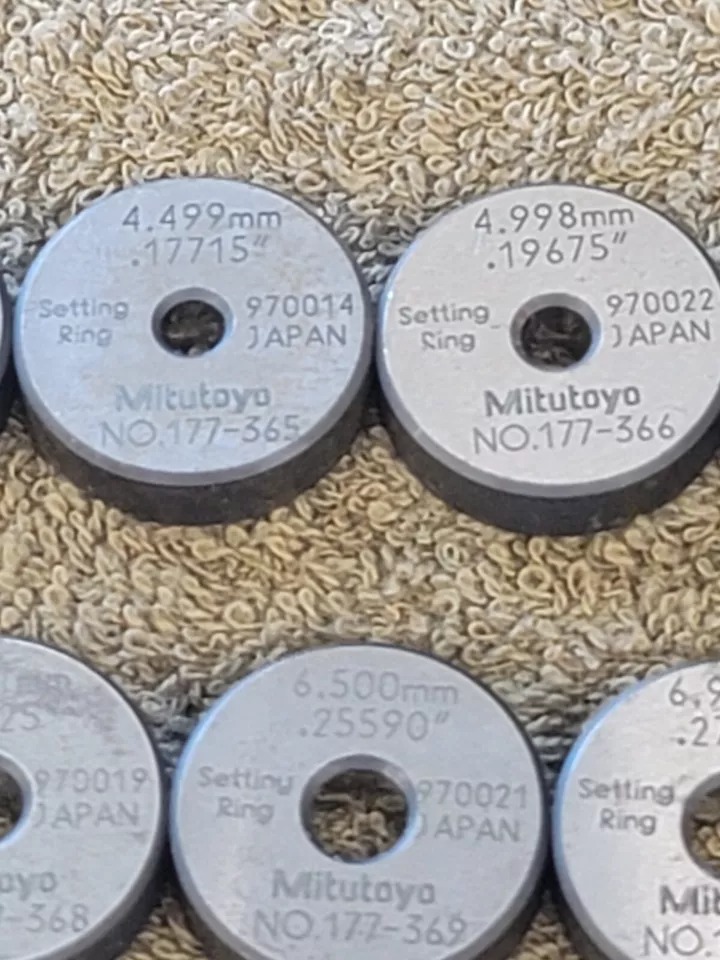 4.499mm
.17715"
Setting
Ring
970014
JAPAN
Mitutoyo
NO.177-365
4.998mm
.19675"
Setting
Ring
970022
JAPAN
Mitutoyo
NO.177-366
970019
JAPAN
-368
6.500mm
.25590"
Setting
Ring
970021
JAPAN
Mitutoyo
NO.177-369
Setting
Ring